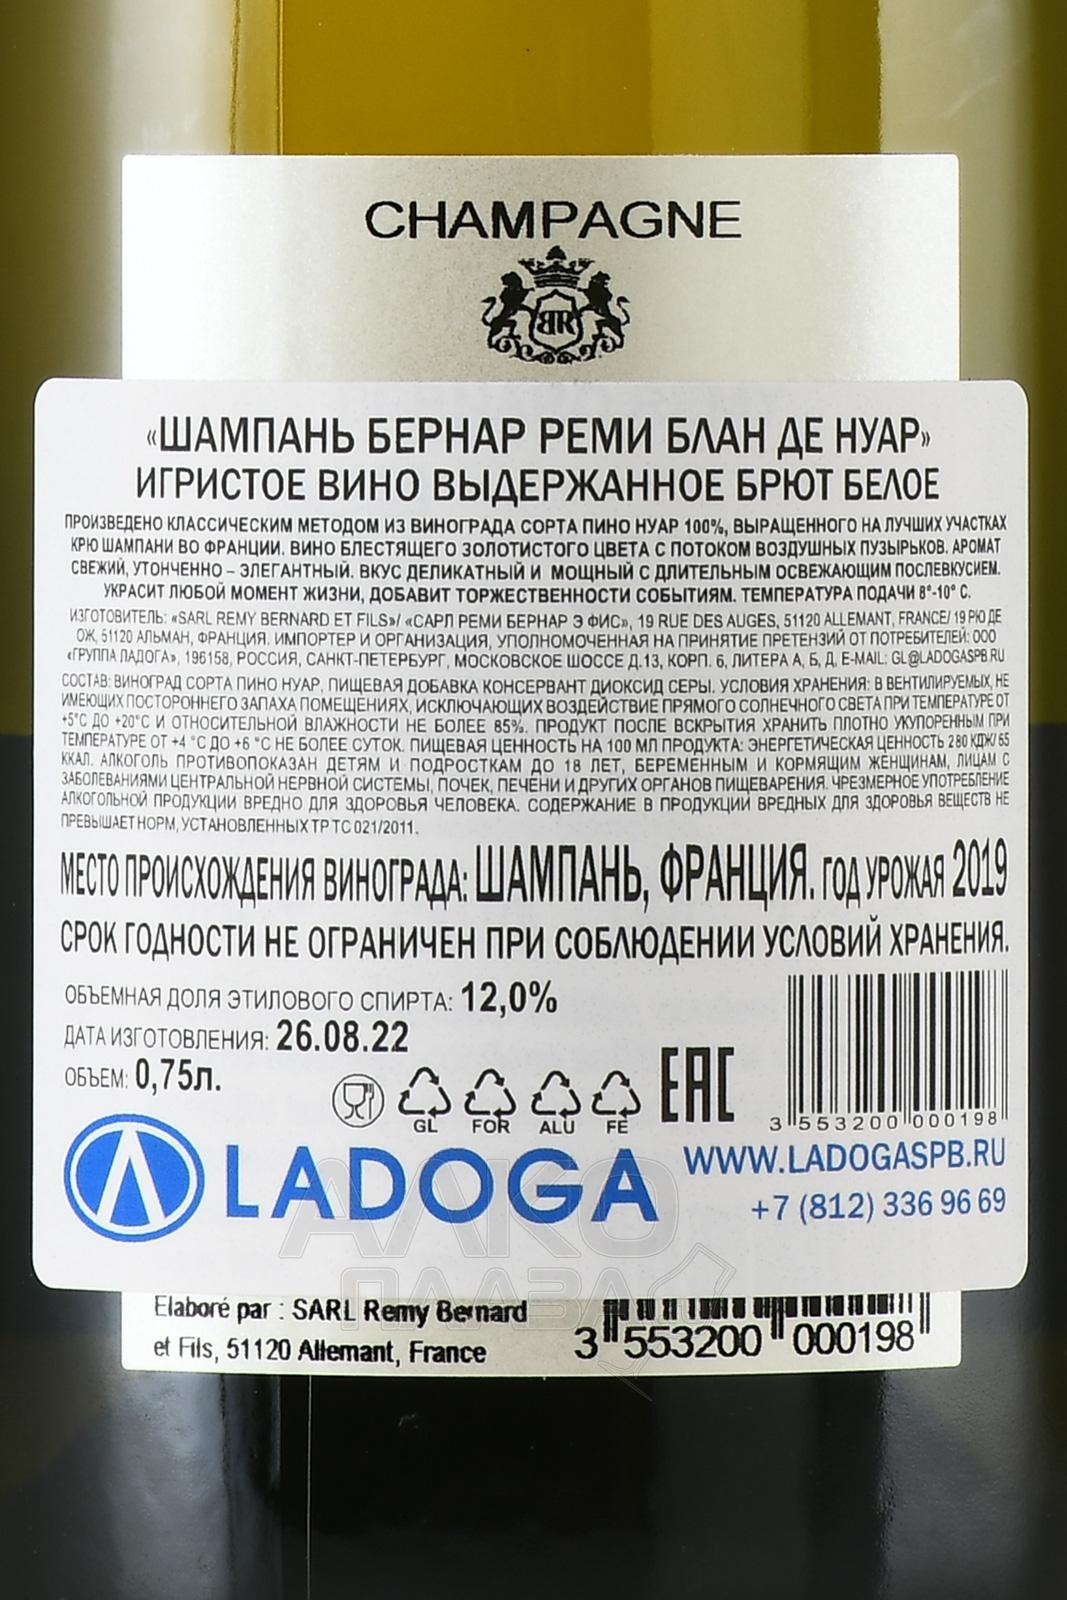 CHAMPAGNE
BR
«ШАМПАНЬ БЕРНАР РЕМИ БЛАН ДЕ НУАР»
ИГРИСТОЕ ВИНО ВЫДЕРЖАННОЕ БРЮТ БЕЛОЕ
ПРОИЗВЕДЕНО КЛАССИЧЕСКИМ МЕТОДОМ ИЗ ВИНОГРАДА СОРТА ПИНО НУАР 100%, ВЫРАЩЕННОГО НА ЛУЧШИХ УЧАСТКАХ
КРЮ ШАМПАНИ ВО ФРАНЦИИ. ВИНО БЛЕСТЯЩЕГО ЗОЛОТИСТОГО ЦВЕТА С ПОТОКОМ ВОЗДУШНЫХ ПУЗЫРЬКОВ. АРОМАТ
СВЕЖИЙ, УТОНЧЕННО – ЭЛЕГАНТНЫЙ. ВКУС ДЕЛИКАТНЫЙ И МОЩНЫЙ С ДЛИТЕЛЬНЫМ ОСВЕЖАЮЩИМ ПОСЛЕВКУСИЕМ.
УКРАСИТ ЛЮБОЙ МОМЕНТ ЖИЗНИ, ДОБАВИТ ТОРЖЕСТВЕННОСТИ СОБЫТИЯМ. ТЕМПЕРАТУРА ПОДАЧИ 8°-10° С.
ИЗГОТОВИТЕЛЬ: «SARL REMY BERNARD ET FILS»/ «САРЛ РЕМИ БЕРНАР Э ФИС», 19 RUE DES AUGES, 51120 ALLEMANT, FRANCE/ 19 РЮ ДЕ
ОЖ, 51120 АЛЬМАН, ФРАНЦИЯ. ИМПОРТЕР И ОРГАНИЗАЦИЯ, УПОЛНОМОЧЕННАЯ НА ПРИНЯТИЕ ПРЕТЕНЗИЙ ОТ ПОТРЕБИТЕЛЕЙ: ООО
«ГРУППА ЛАДОГА», 196158, РОССИЯ, САНКТ-ПЕТЕРБУРГ, МОСКОВСКОЕ ШОССЕ Д.13, КОРП. 6, ЛИТЕРА А, Б, Д, E-MAIL: GL@LADOGASPB.RU
СОСТАВ: ВИНОГРАД СОРТА ПИНО НУАР, ПИЩЕВАЯ ДОБАВКА КОНСЕРВАНТ ДИОКСИД СЕРЫ. УСЛОВИЯ ХРАНЕНИЯ: В ВЕНТИЛИРУЕМЫХ, НЕ
ИМЕЮЩИХ ПОСТОРОННЕГО ЗАПАХА ПОМЕЩЕНИЯХ, ИСКЛЮЧАЮЩИХ ВОЗДЕЙСТВИЕ ПРЯМОГО СОЛНЕЧНОГО СВЕТА ПРИ ТЕМПЕРАТУРЕ ОТ
+5°С ДО +20°С И ОТНОСИТЕЛЬНОЙ ВЛАЖНОСТИ НЕ БОЛЕЕ 85%. ПРОДУКТ ПОСЛЕ ВСКРЫТИЯ ХРАНИТЬ ПЛОТНО УКУПОРЕННЫМ ПРИ
ТЕМПЕРАТУРЕ ОТ +4 °С ДО +6 °С НЕ БОЛЕЕ СУТОК. ПИЩЕВАЯ ЦЕННОСТЬ НА 100 МЛ ПРОДУКТА: ЭНЕРГЕТИЧЕСКАЯ ЦЕННОСТЬ 280 КДЖ/ 65
ККАЛ. АЛКОГОЛЬ ПРОТИВОПОКАЗАН ДЕТЯМ И ПОДРОСТКАМ ДО 18 ЛЕТ, БЕРЕМЕННЫМ И КОРМЯЩИМ ЖЕНЩИНАМ, ЛИЦАМ С
ЗАБОЛЕВАНИЯМИ ЦЕНТРАЛЬНОЙ НЕРВНОЙ СИСТЕМЫ, ПОЧЕК, ПЕЧЕНИ И ДРУГИХ ОРГАНОВ ПИЩЕВАРЕНИЯ. ЧРЕЗМЕРНОЕ УПОТРЕБЛЕНИЕ
АЛКОГОЛЬНОЙ ПРОДУКЦИИ ВРЕДНО ДЛЯ ЗДОРОВЬЯ ЧЕЛОВЕКА. СОДЕРЖАНИЕ В ПРОДУКЦИИ ВРЕДНЫХ ДЛЯ ЗДОРОВЬЯ ВЕЩЕСТВ НЕ
ПРЕВЫШАЕТ НОРМ, УСТАНОВЛЕННЫХ ТР ТС 021/2011.
МЕСТО ПРОИСХОЖДЕНИЯ ВИНОГРАДА: ШАМПАНЬ, ФРАНЦИЯ. ГОД УРОЖАЯ 2019
СРОК ГОДНОСТИ НЕ ОГРАНИЧЕН ПРИ СОБЛЮДЕНИИ УСЛОВИЙ ХРАНЕНИЯ.
ОБЪЕМНАЯ ДОЛЯ ЭТИЛОВОГО СПИРТА: 12,0%
ДАТА ИЗГОТОВЛЕНИЯ: 26.08.22
ОБЪЕМ: 0,75л.
GL FOR ALU FE
EAC
3 553200 000198
LADOGA
WWW.LADOGASPB.RU
+7 (812) 336 96 69
АЛКО
ПЛАЗА
Elaboré par : SARL Remy Bernard
et Fils, 51120 Allemant, France
3 553200 000198